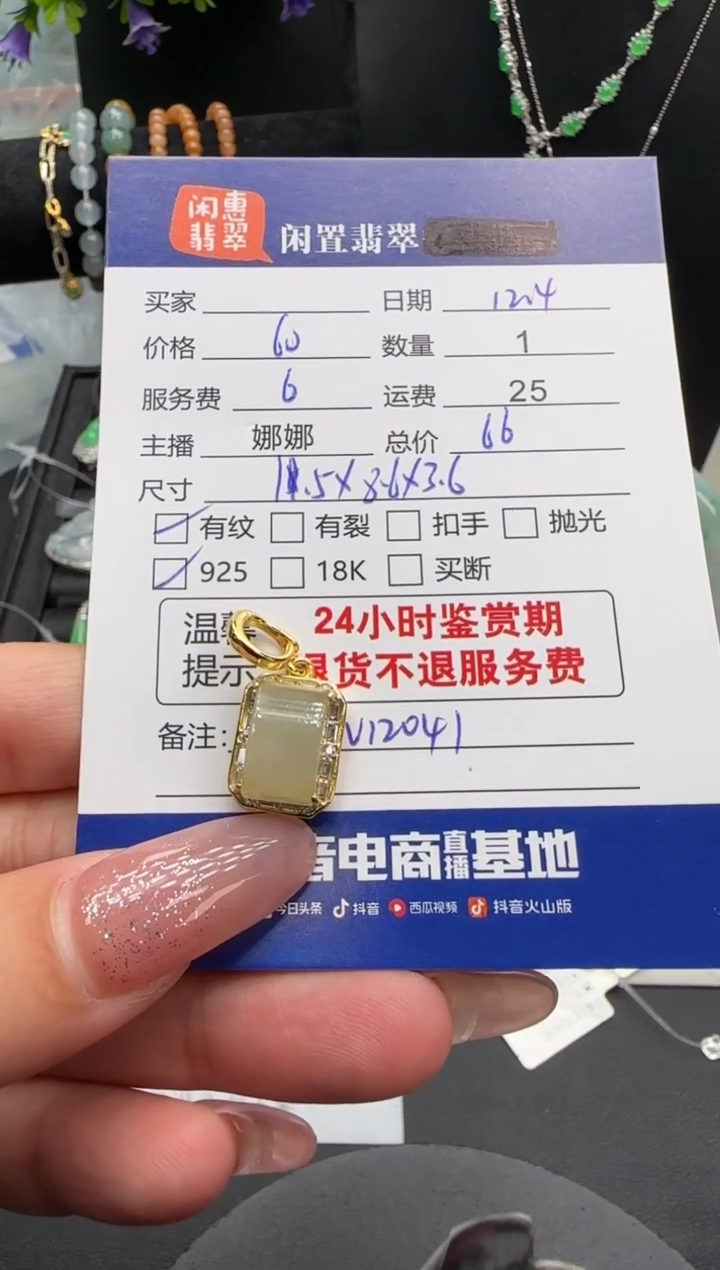 闲惠
翡翠
闲置翡翠
买家 日期 12.4
价格 60 数量 1
服务费 6 运费 25
主播 娜娜 总价 66
尺寸 11.5×8.6×3.6
有纹 有裂 扣手 抛光
925 18K 买断
温馨 24小时鉴赏期
提示 退货不退服务费
备注: V12041
音电商直播基地
今日头条 抖音 西瓜视频 抖音火山版